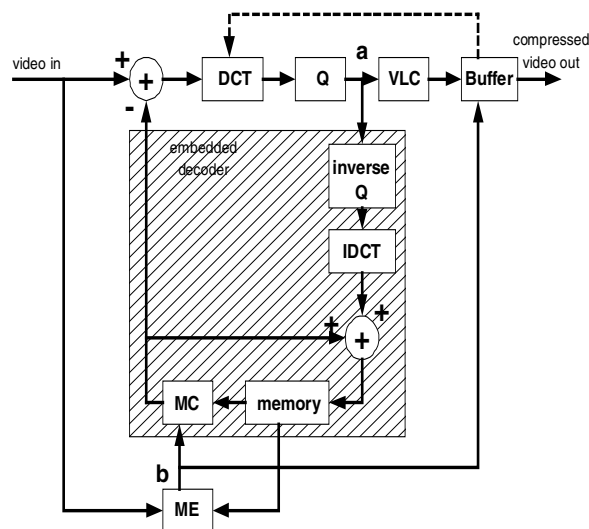 a
compressed
video out
video in
+
+
-
DCT
Q
VLC
Buffer
embedded
decoder
inverse
Q
IDCT
+
+
+
MC
memory
b
ME